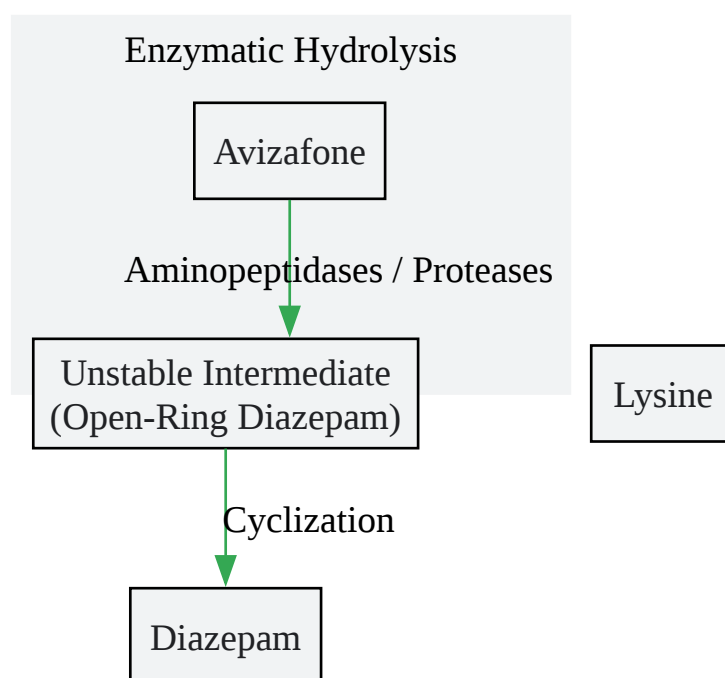 Enzymatic Hydrolysis
Avizafone
Aminopeptidases / Proteases
Unstable Intermediate
(Open-Ring Diazepam)
Lysine
Cyclization
Diazepam